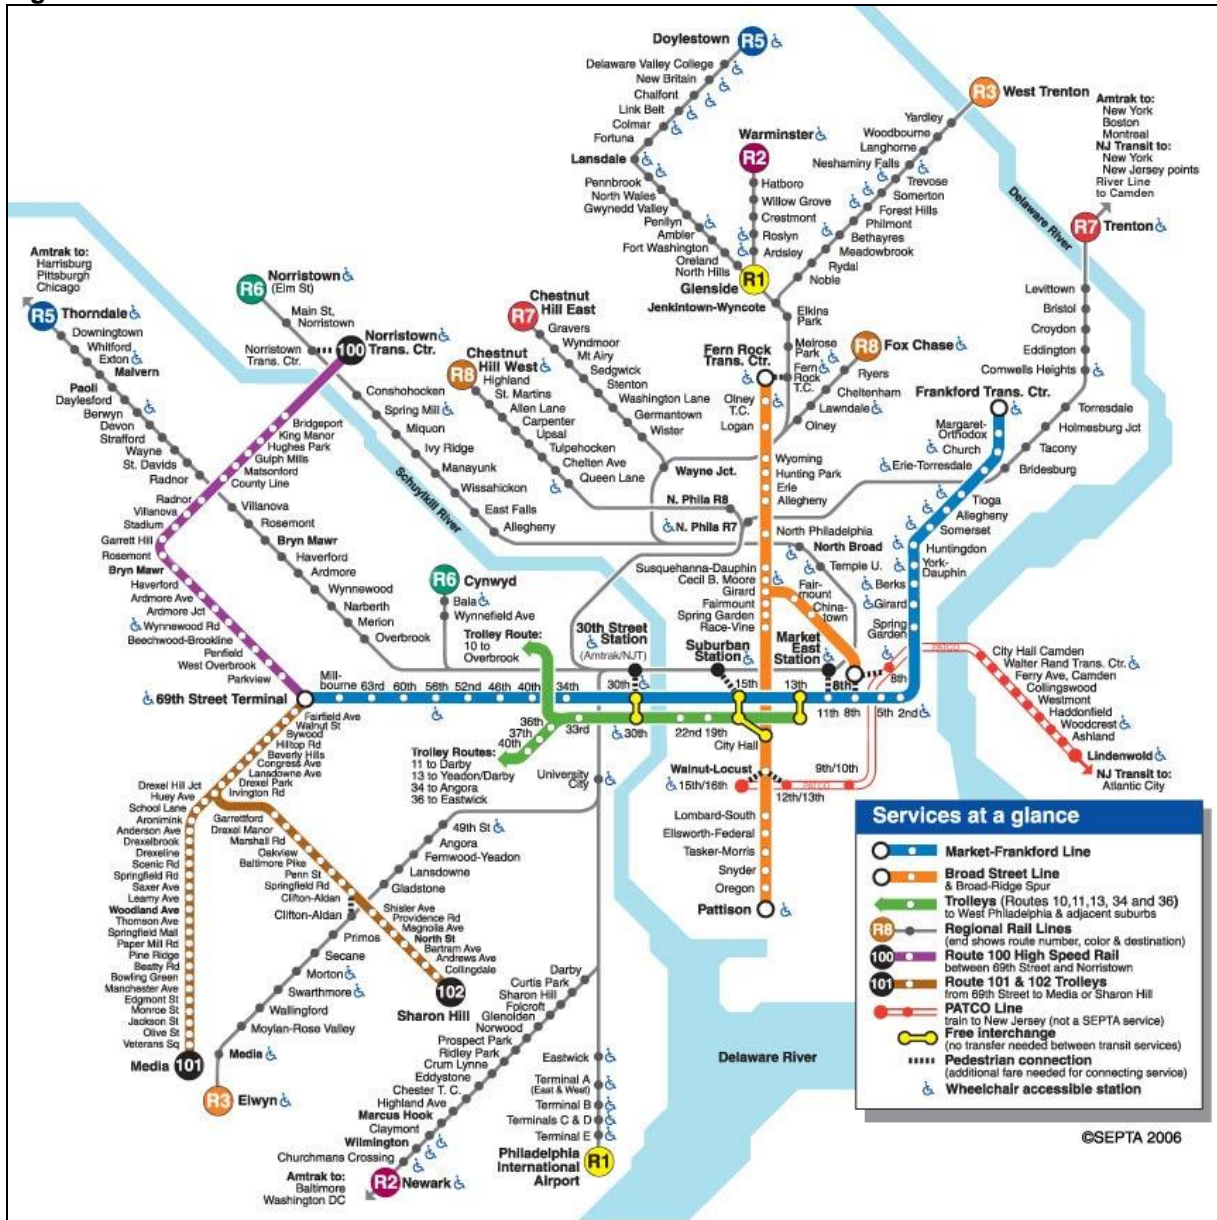 Doylestown R5
Delaware Valley College
New Britain
Chalfont
Link Belt
Colmar
Fortuna
Lansdale
Pennbrook
North Wales
Gwynedd Valley
Penllyn
Ambler
Fort Washington
Oreland
North Hills
Glenside R1
Warminster
R2
Hatboro
Willow Grove
Crestmont
Roslyn
Ardsley
R3 West Trenton
Yardley
Woodbourne
Langhorne
Neshaminy Falls
Trevose
Somerton
Forest Hills
Philmont
Bethayres
Meadowbrook
Rydal
Noble
Jenkintown-Wyncote
Elkins
Park
Melrose
Park
Fern
Rock
T.C.
Amtrak to:
New York
Boston
Montreal
NJ Transit to:
New York
New Jersey points
River Line
to Camden
Delaware River
R7 Trenton
Levittown
Bristol
Croydon
Eddington
Cornwells Heights
Torresdale
Holmesburg Jct
Tacony
Bridesburg
Amtrak to:
Harrisburg
Pittsburgh
Chicago
R5 Thorndale
Downingtown
Whitford
Exton
Malvern
Paoli
Daylesford
Berwyn
Devon
Strafford
Wayne
St. Davids
Radnor
Villanova
Rosemont
Bryn Mawr
Haverford
Ardmore
Wynnewood
Narberth
Merion
Overbrook
R6 Norristown
(Elm St)
Main St,
Norristown
Norristown
Trans. Ctr.
100 Norristown
Trans. Ctr.
Conshohocken
Spring Mill
Miquon
Ivy Ridge
Manayunk
Wissahickon
East Falls
Allegheny
Schuylkill River
Bridgeport
King Manor
Hughes Park
Gulph Mills
Matsonford
County Line
Radnor
Villanova
Stadium
Garrett Hill
Rosemont
Bryn Mawr
Haverford
Ardmore Ave
Ardmore Jct
Wynnewood Rd
Beechwood-Brookline
Penfield
West Overbrook
Parkview
R7 Chestnut
Hill East
Gravers
Wyndmoor
Mt Airy
Sedgwick
Stenton
Washington Lane
Germantown
Wister
Wayne Jct.
R8 Chestnut
Hill West
Highland
St. Martins
Allen Lane
Carpenter
Upsal
Tulpehocken
Chelten Ave
Queen Lane
N. Phila R8
N. Phila R7
R8 Fox Chase
Ryers
Cheltenham
Lawndale
Olney
Fern Rock
Trans. Ctr.
Olney
T.C.
Logan
Wyoming
Hunting Park
Erie
Allegheny
North Philadelphia
Susquehanna-Dauphin
Cecil B. Moore
Girard
Fairmount
Spring Garden
Race-Vine
North Broad
Temple U.
Fair-
mount
China-
town
Frankford Trans. Ctr.
Margaret-
Orthodox
Church
Erie-Torresdale
Tioga
Allegheny
Somerset
Huntingdon
York-
Dauphin
Berks
Girard
Spring
Garden
R6 Cynwyd
Bala
Wynnefield Ave
Trolley Route:
10 to
Overbrook
30th Street
Station
(Amtrak/NJT)
Suburban
Station
Market
East
Station
69th Street Terminal
Mill-
bourne
63rd
60th
56th
52nd
46th
40th
34th
30th
15th
13th
8th
8th
11th
8th
5th
2nd
36th
37th
40th
33rd
30th
22nd
19th
City Hall
Trolley Routes:
11 to Darby
13 to Yeadon/Darby
34 to Angora
36 to Eastwick
University
City
Walnut-Locust
15th/16th
PATCO
12th/13th
9th/10th
Lombard-South
Ellsworth-Federal
Tasker-Morris
Snyder
Oregon
Pattison
PATCO
City Hall Camden
Walter Rand Trans. Ctr.
Ferry Ave, Camden
Collingswood
Westmont
Haddonfield
Woodcrest
Ashland
Lindenwold
NJ Transit to:
Atlantic City
Fairfield Ave
Walnut St
Bywood
Hilltop Rd
Beverly Hills
Congress Ave
Lansdowne Ave
Drexel Park
Irvington Rd
Drexel Hill Jct
Huey Ave
School Lane
Aronimink
Anderson Ave
Drexelbrook
Drexeline
Scenic Rd
Springfield Rd
Saxer Ave
Leamy Ave
Woodland Ave
Thomson Ave
Springfield Mall
Paper Mill Rd
Pine Ridge
Beatty Rd
Bowling Green
Manchester Ave
Edgmont St
Monroe St
Jackson St
Olive St
Veterans Sq
Media 101
Garrettford
Drexel Manor
Marshall Rd
Oakview
Baltimore Pike
Penn St
Springfield Rd
Clifton-Aldan
Shisler Ave
Providence Rd
Magnolia Ave
North St
Bartram Ave
Andrews Ave
Collingdale
102
Sharon Hill
49th St
Angora
Fernwood-Yeadon
Lansdowne
Gladstone
Clifton-Aldan
Primos
Secane
Morton
Swarthmore
Wallingford
Moylan-Rose Valley
Media
R3 Elwyn
Darby
Curtis Park
Sharon Hill
Folcroft
Glenolden
Norwood
Prospect Park
Ridley Park
Crum Lynne
Eddystone
Chester T. C.
Highland Ave
Marcus Hook
Claymont
Wilmington
Churchmans Crossing
R2 Newark
Amtrak to:
Baltimore
Washington DC
Eastwick
Terminal A
(East & West)
Terminal B
Terminals C & D
Terminal E
Philadelphia
International
Airport
R1
Delaware River
Services at a glance
Market-Frankford Line
Broad Street Line
& Broad-Ridge Spur
Trolleys (Routes 10,11,13, 34 and 36)
to West Philadelphia & adjacent suburbs
R8 Regional Rail Lines
(end shows route number, color & destination)
100 Route 100 High Speed Rail
between 69th Street and Norristown
101 Route 101 & 102 Trolleys
from 69th Street to Media or Sharon Hill
PATCO Line
train to New Jersey (not a SEPTA service)
Free interchange
(no transfer needed between transit services)
Pedestrian connection
(additional fare needed for connecting service)
Wheelchair accessible station
©SEPTA 2006